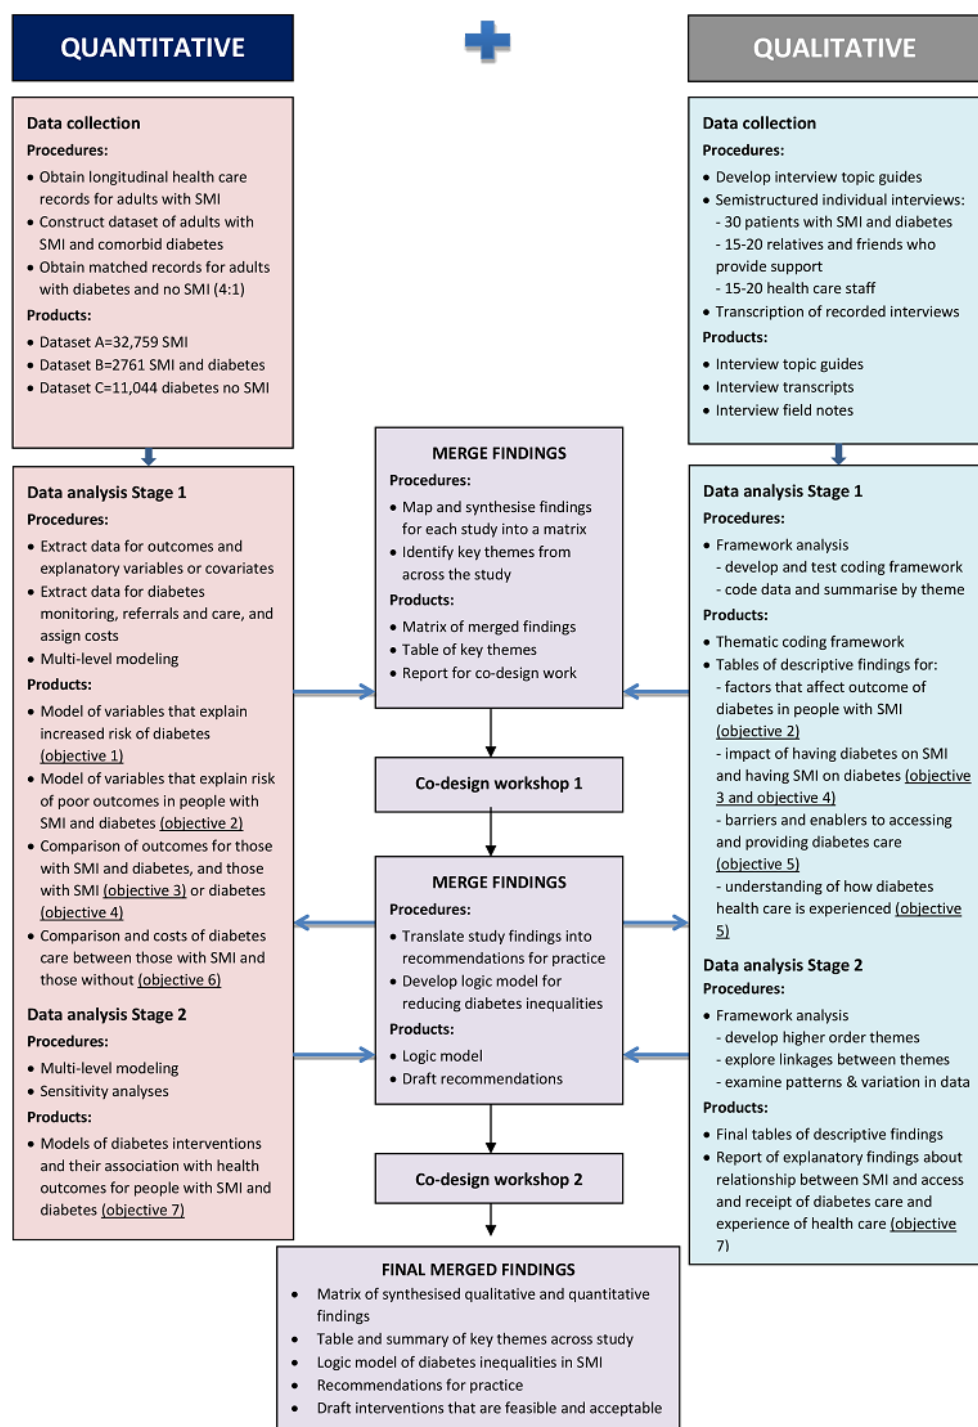 QUANTITATIVE
QUALITATIVE
Data collection
Procedures:
• Obtain longitudinal health care
records for adults with SMI
• Construct dataset of adults with
SMI and comorbid diabetes
• Obtain matched records for adults
with diabetes and no SMI (4:1)
Products:
• Dataset A=32,759 SMI
• Dataset B=2761 SMI and diabetes
• Dataset C=11,044 diabetes no SMI
Data analysis Stage 1
Procedures:
• Extract data for outcomes and
explanatory variables or covariates
• Extract data for diabetes
monitoring, referrals and care, and
assign costs
• Multi-level modeling
Products:
• Model of variables that explain
increased risk of diabetes
(objective 1)
• Model of variables that explain risk
of poor outcomes in people with
SMI and diabetes (objective 2)
• Comparison of outcomes for those
with SMI and diabetes, and those
with SMI (objective 3) or diabetes
(objective 4)
• Comparison and costs of diabetes
care between those with SMI and
those without (objective 6)
Data analysis Stage 2
Procedures:
• Multi-level modeling
• Sensitivity analyses
Products:
• Models of diabetes interventions
and their association with health
outcomes for people with SMI and
diabetes (objective 7)
MERGE FINDINGS
Procedures:
• Map and synthesise findings
for each study into a matrix
• Identify key themes from
across the study
Products:
• Matrix of merged findings
• Table of key themes
• Report for co-design work
Co-design workshop 1
MERGE FINDINGS
Procedures:
• Translate study findings into
recommendations for practice
• Develop logic model for
reducing diabetes inequalities
Products:
• Logic model
• Draft recommendations
Co-design workshop 2
FINAL MERGED FINDINGS
• Matrix of synthesised qualitative and quantitative
findings
• Table and summary of key themes across study
• Logic model of diabetes inequalities in SMI
• Recommendations for practice
• Draft interventions that are feasible and acceptable
Data collection
Procedures:
• Develop interview topic guides
• Semistructured individual interviews:
- 30 patients with SMI and diabetes
- 15-20 relatives and friends who
provide support
- 15-20 health care staff
• Transcription of recorded interviews
Products:
• Interview topic guides
• Interview transcripts
• Interview field notes
Data analysis Stage 1
Procedures:
• Framework analysis
- develop and test coding framework
- code data and summarise by theme
Products:
• Thematic coding framework
• Tables of descriptive findings for:
- factors that affect outcome of
diabetes in people with SMI
(objective 2)
- impact of having diabetes on SMI
and having SMI on diabetes (objective
3 and objective 4)
- barriers and enablers to accessing
and providing diabetes care
(objective 5)
- understanding of how diabetes
health care is experienced (objective
5)
Data analysis Stage 2
Procedures:
• Framework analysis
- develop higher order themes
- explore linkages between themes
- examine patterns & variation in data
Products:
• Final tables of descriptive findings
• Report of explanatory findings about
relationship between SMI and access
and receipt of diabetes care and
experience of health care (objective
7)